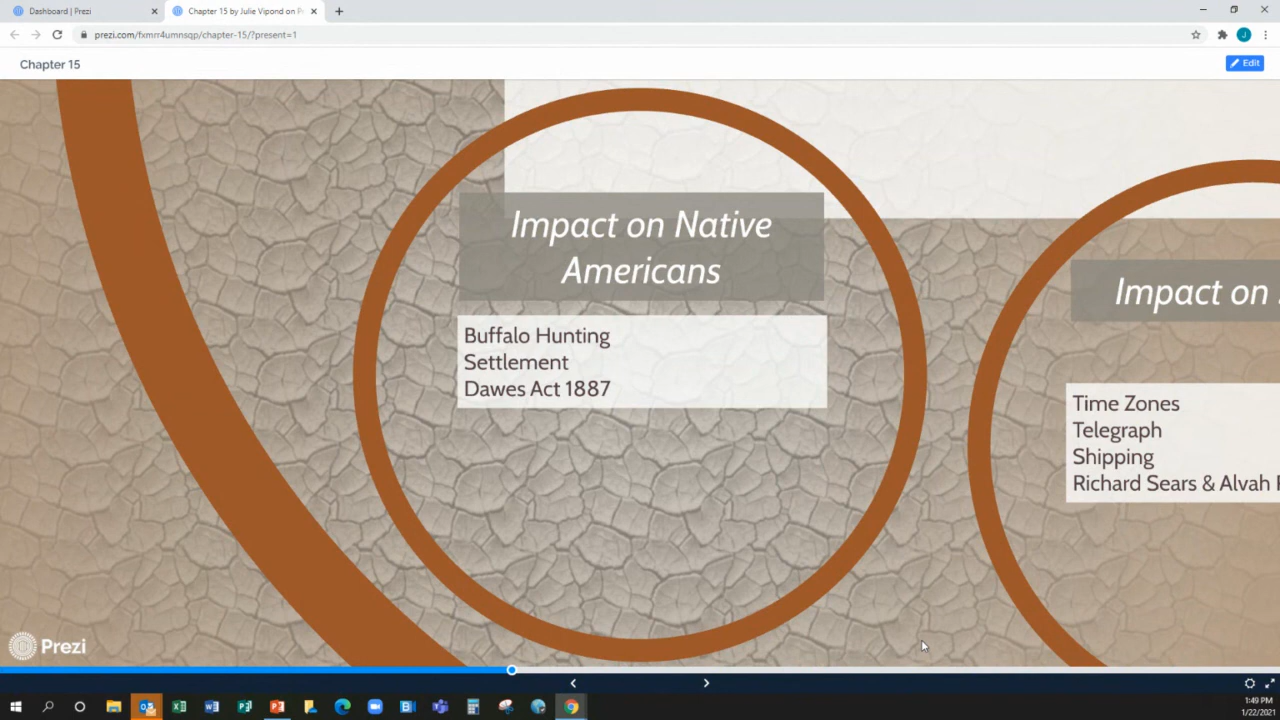 Dashboard | Prezi
Chapter 15 by Julie Vipond on P
prezi.com/fxmrr4umnsqp/chapter-15/?present=1
J
Chapter 15
Edit
Impact on Native
Americans
Buffalo Hunting
Settlement
Dawes Act 1887
Impact on
Time Zones
Telegraph
Shipping
Richard Sears & Alvah
Prezi
1:49 PM
1/22/2021